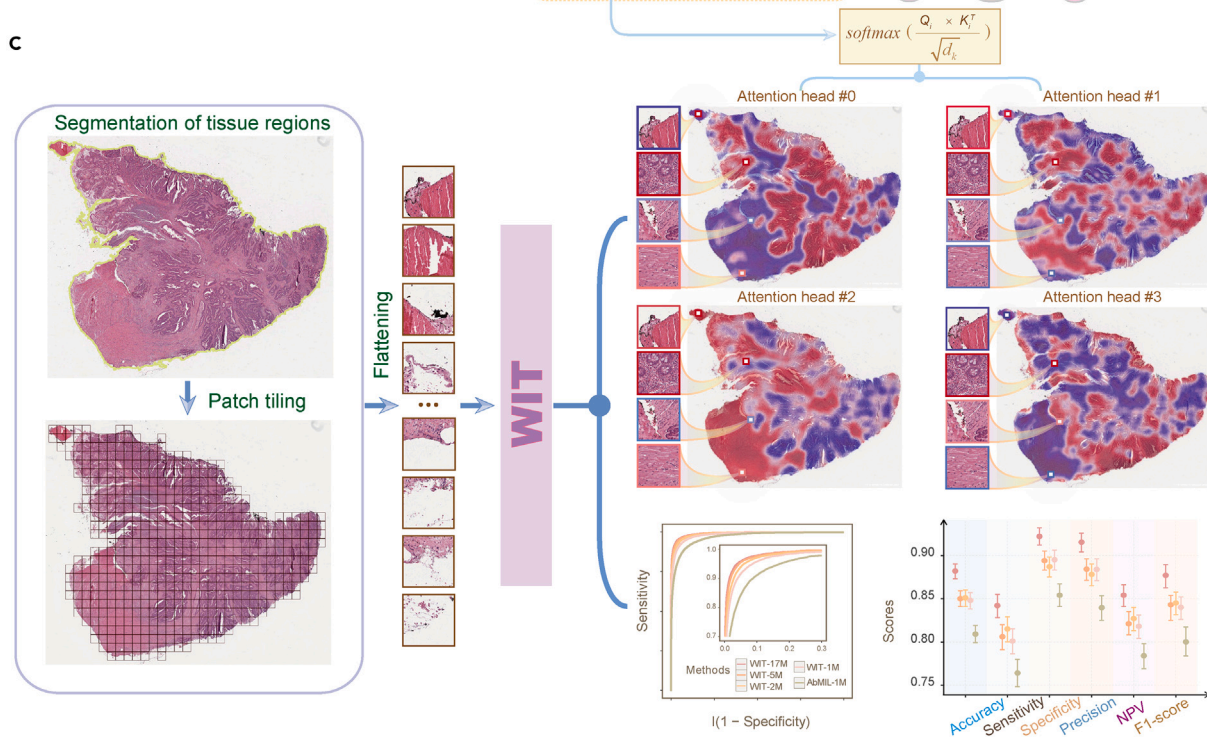 c
softmax ( Qi × KiT / √dk )
Segmentation of tissue regions
Patch tiling
Flattening
...
WIT
Attention head #0
Attention head #1
Attention head #2
Attention head #3
Sensitivity
1.0
0.9
0.8
0.7
0.0 0.1 0.2 0.3
Methods
WIT-17M
WIT-5M
WIT-2M
WIT-1M
AbMIL-1M
I(1 − Specificity)
Scores
0.90
0.85
0.80
0.75
Accuracy
Sensitivity
Specificity
Precision
NPV
F1-score